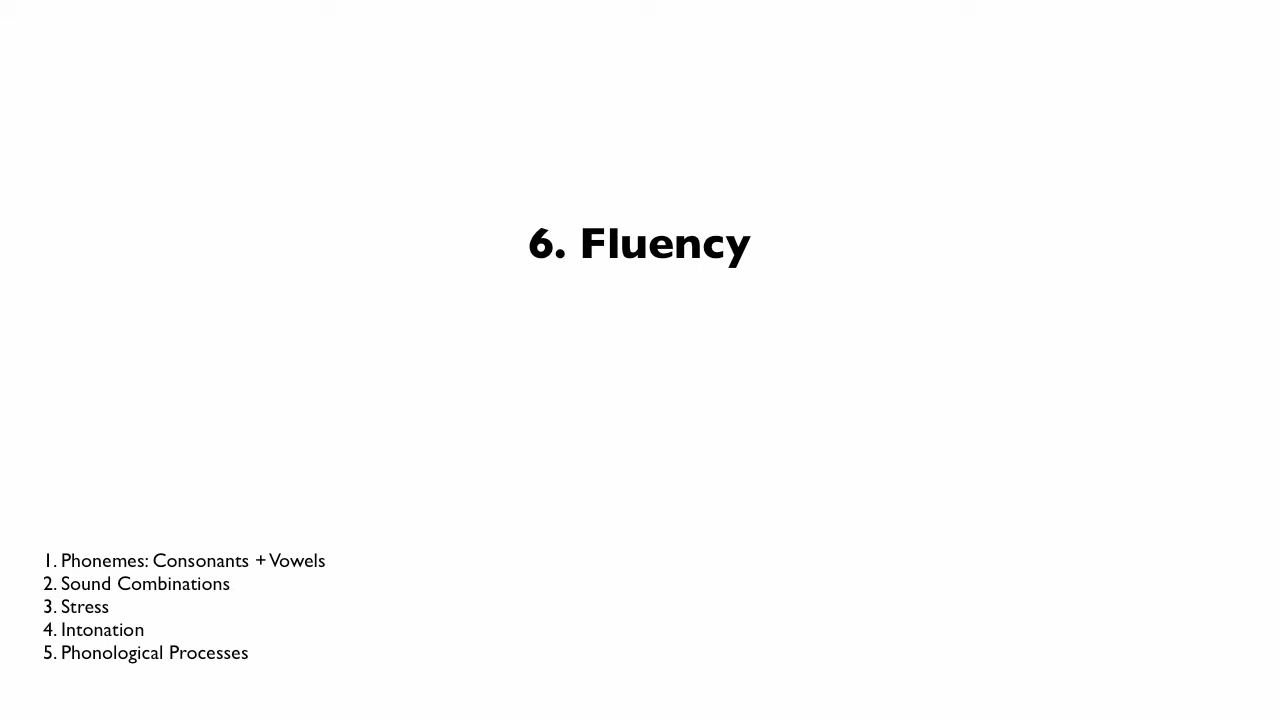 6. Fluency
1. Phonemes: Consonants + Vowels
2. Sound Combinations
3. Stress
4. Intonation
5. Phonological Processes